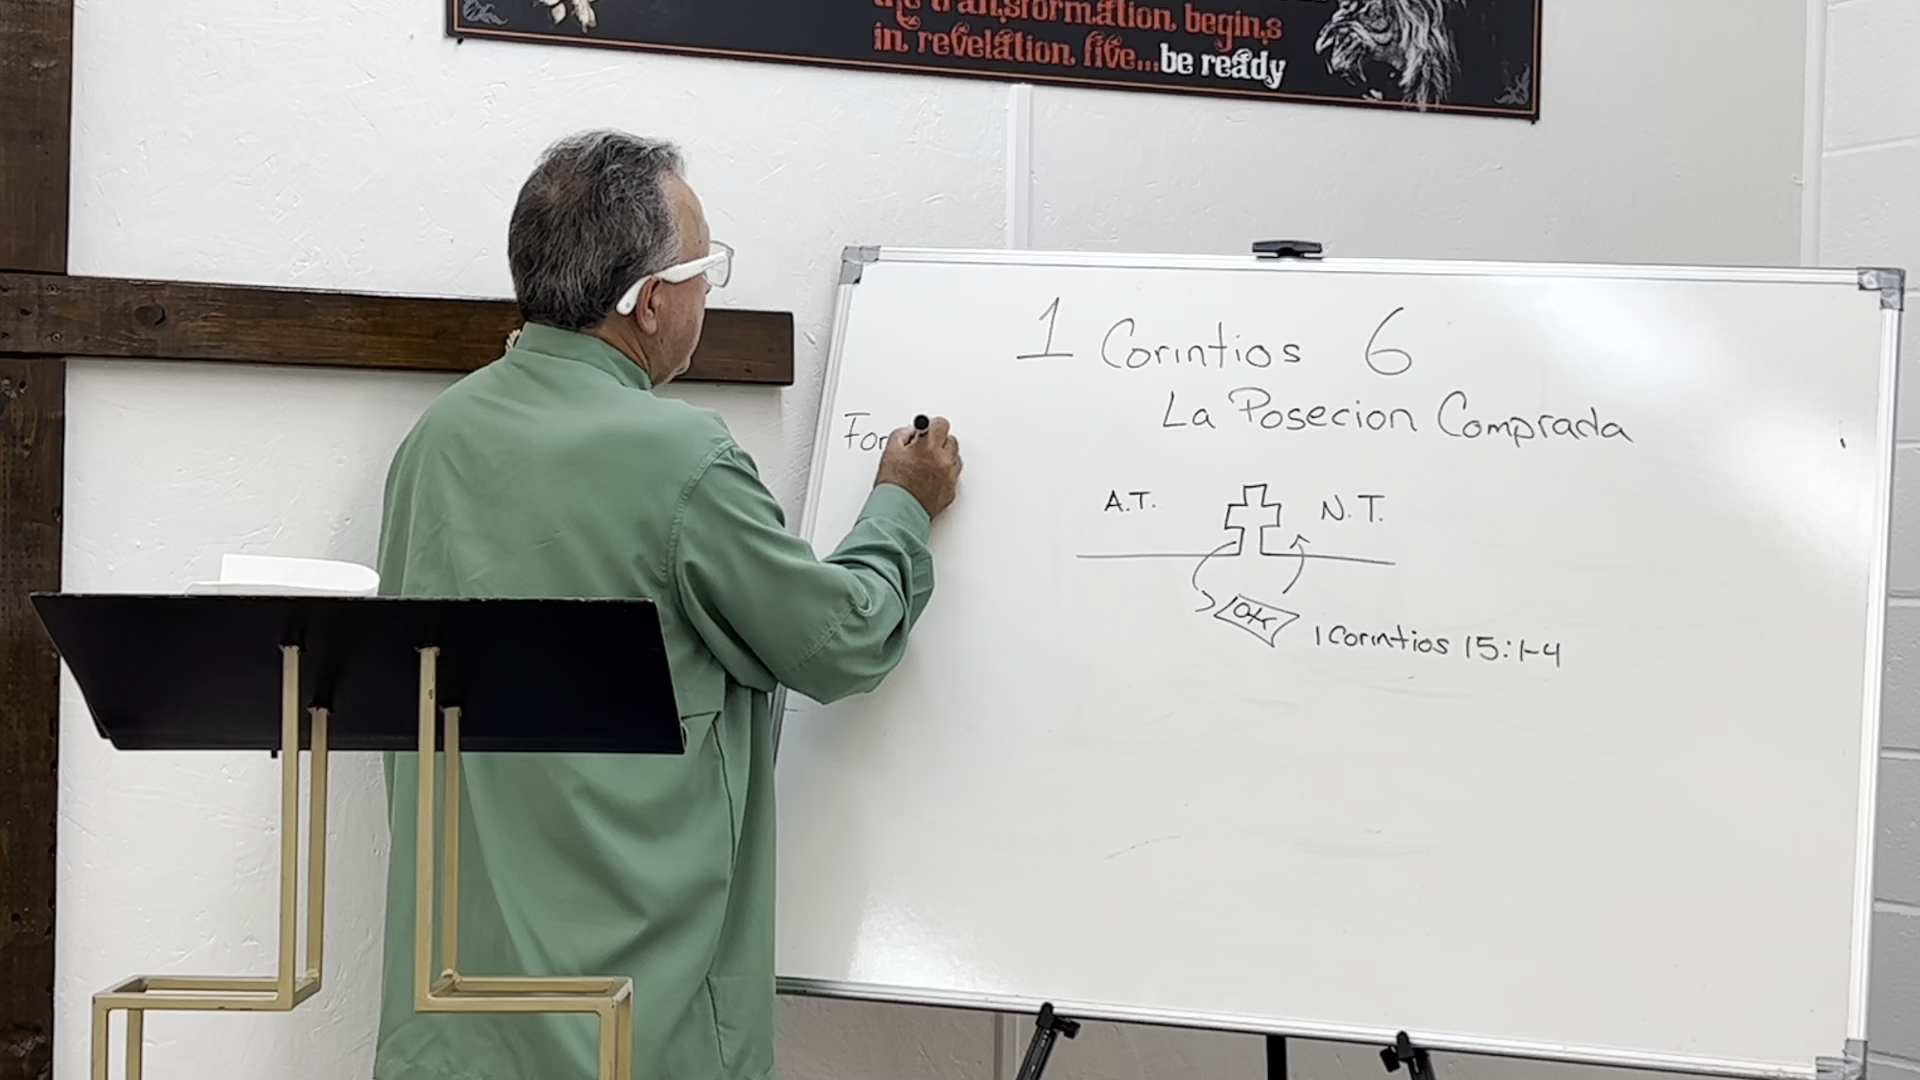 the transformation begins
in revelation five...be ready
1 Corintios 6
La Posecion Comprada
For
A.T. N.T.
1 Corintios 15:1-4